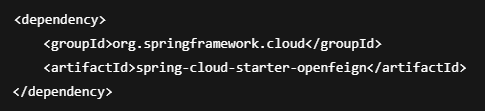 <dependency>
    <groupId>org.springframework.cloud</groupId>
    <artifactId>spring-cloud-starter-openfeign</artifactId>
</dependency>